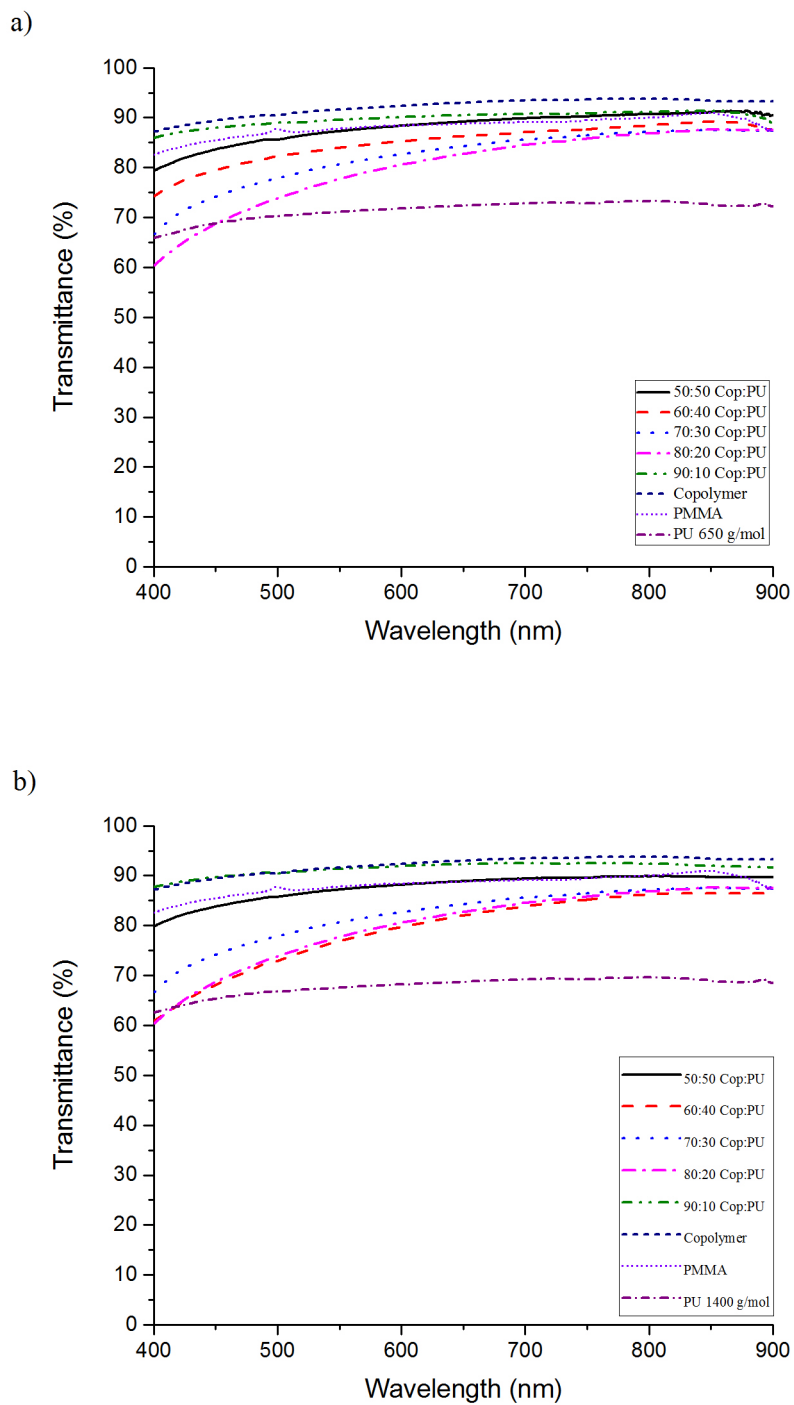 a)
100
90
80
70
60
50
40
30
20
10
0
Transmittance (%)
400 500 600 700 800 900
Wavelength (nm)
50:50 Cop:PU
60:40 Cop:PU
70:30 Cop:PU
80:20 Cop:PU
90:10 Cop:PU
Copolymer
PMMA
PU 650 g/mol
b)
100
90
80
70
60
50
40
30
20
10
0
Transmittance (%)
400 500 600 700 800 900
Wavelength (nm)
50:50 Cop:PU
60:40 Cop:PU
70:30 Cop:PU
80:20 Cop:PU
90:10 Cop:PU
Copolymer
PMMA
PU 1400 g/mol